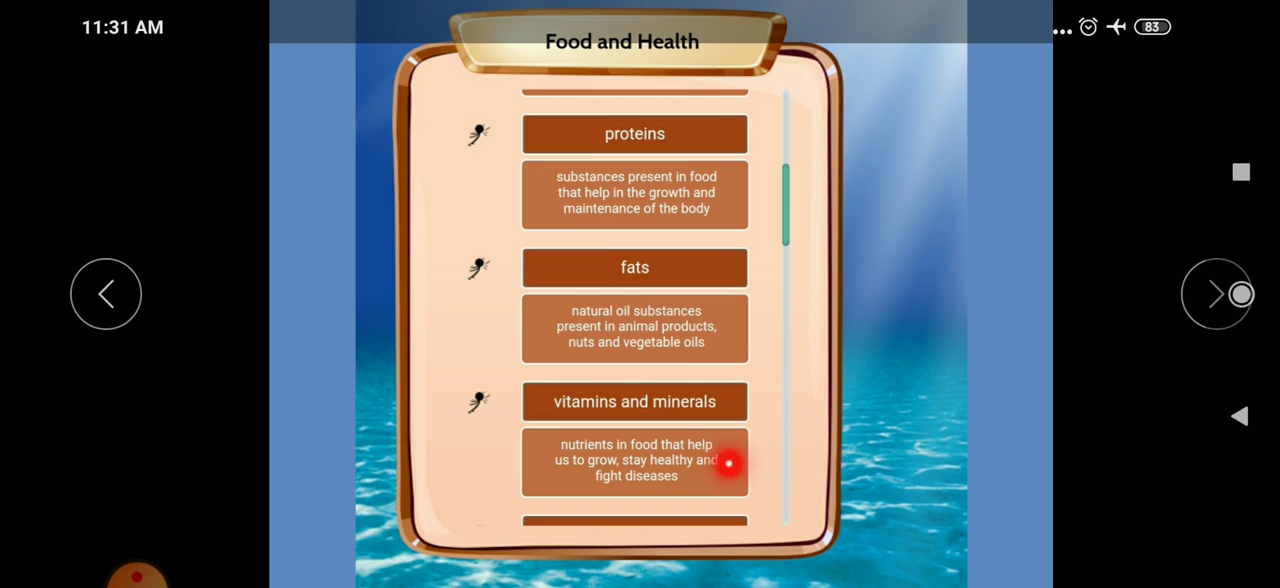 11:31 AM
83
Food and Health
proteins
substances present in food
that help in the growth and
maintenance of the body
fats
natural oil substances
present in animal products,
nuts and vegetable oils
vitamins and minerals
nutrients in food that help
us to grow, stay healthy and
fight diseases